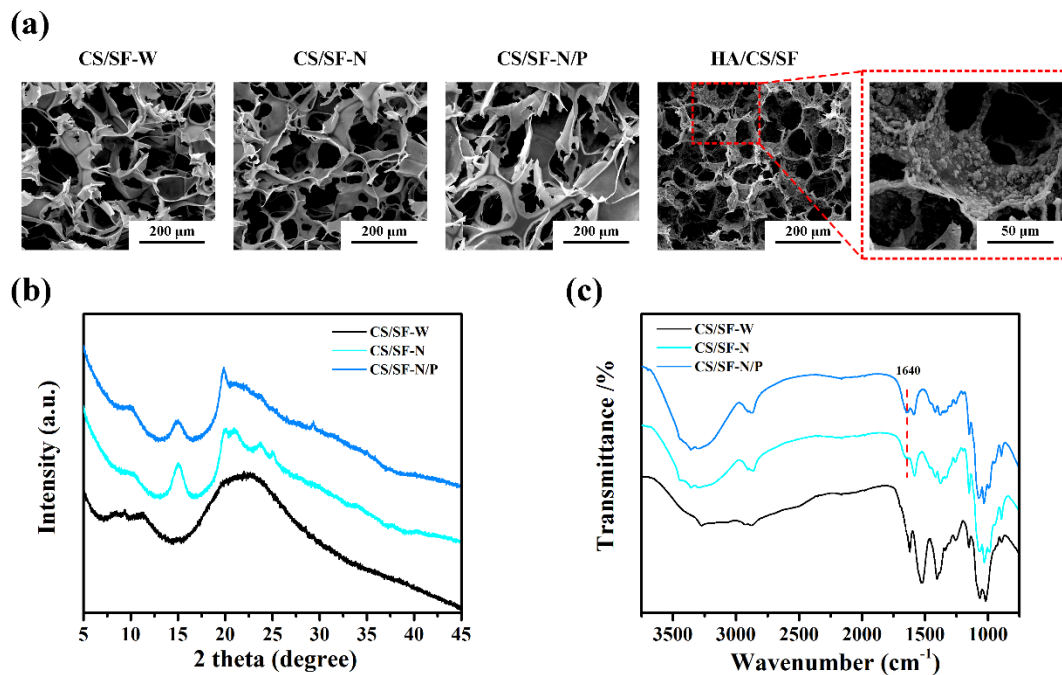 (a)
CS/SF-W
CS/SF-N
CS/SF-N/P
HA/CS/SF
200 μm
200 μm
200 μm
200 μm
50 μm
(b)
CS/SF-W
CS/SF-N
CS/SF-N/P
Intensity (a.u.)
5 10 15 20 25 30 35 40 45
2 theta (degree)
(c)
CS/SF-W
CS/SF-N
CS/SF-N/P
1640
Transmittance /%
3500 3000 2500 2000 1500 1000
Wavenumber (cm⁻¹)